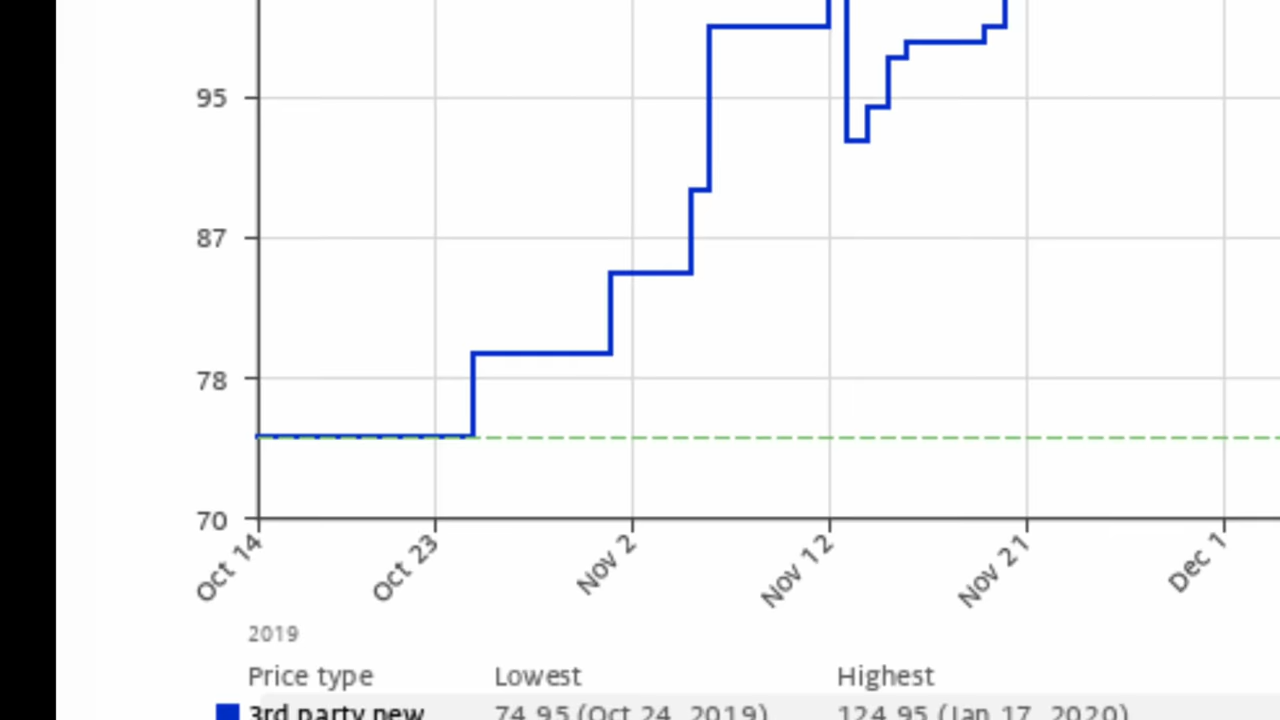 95
87
78
70
Oct 14 Oct 23 Nov 2 Nov 12 Nov 21 Dec 1
2019
Price type Lowest Highest
3rd party new 74.95 (Oct 24, 2019) 124.95 (Jan 17, 2020)